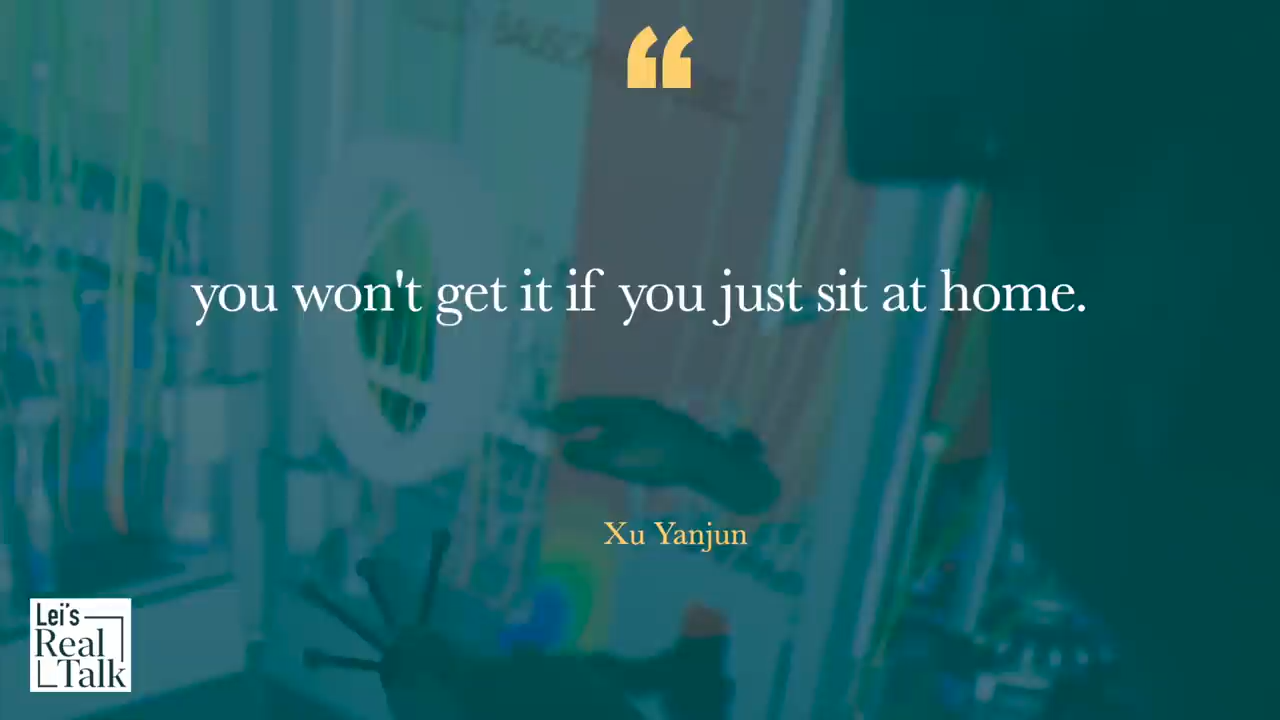 “
you won't get it if you just sit at home.
Xu Yanjun
Lei's
Real
Talk